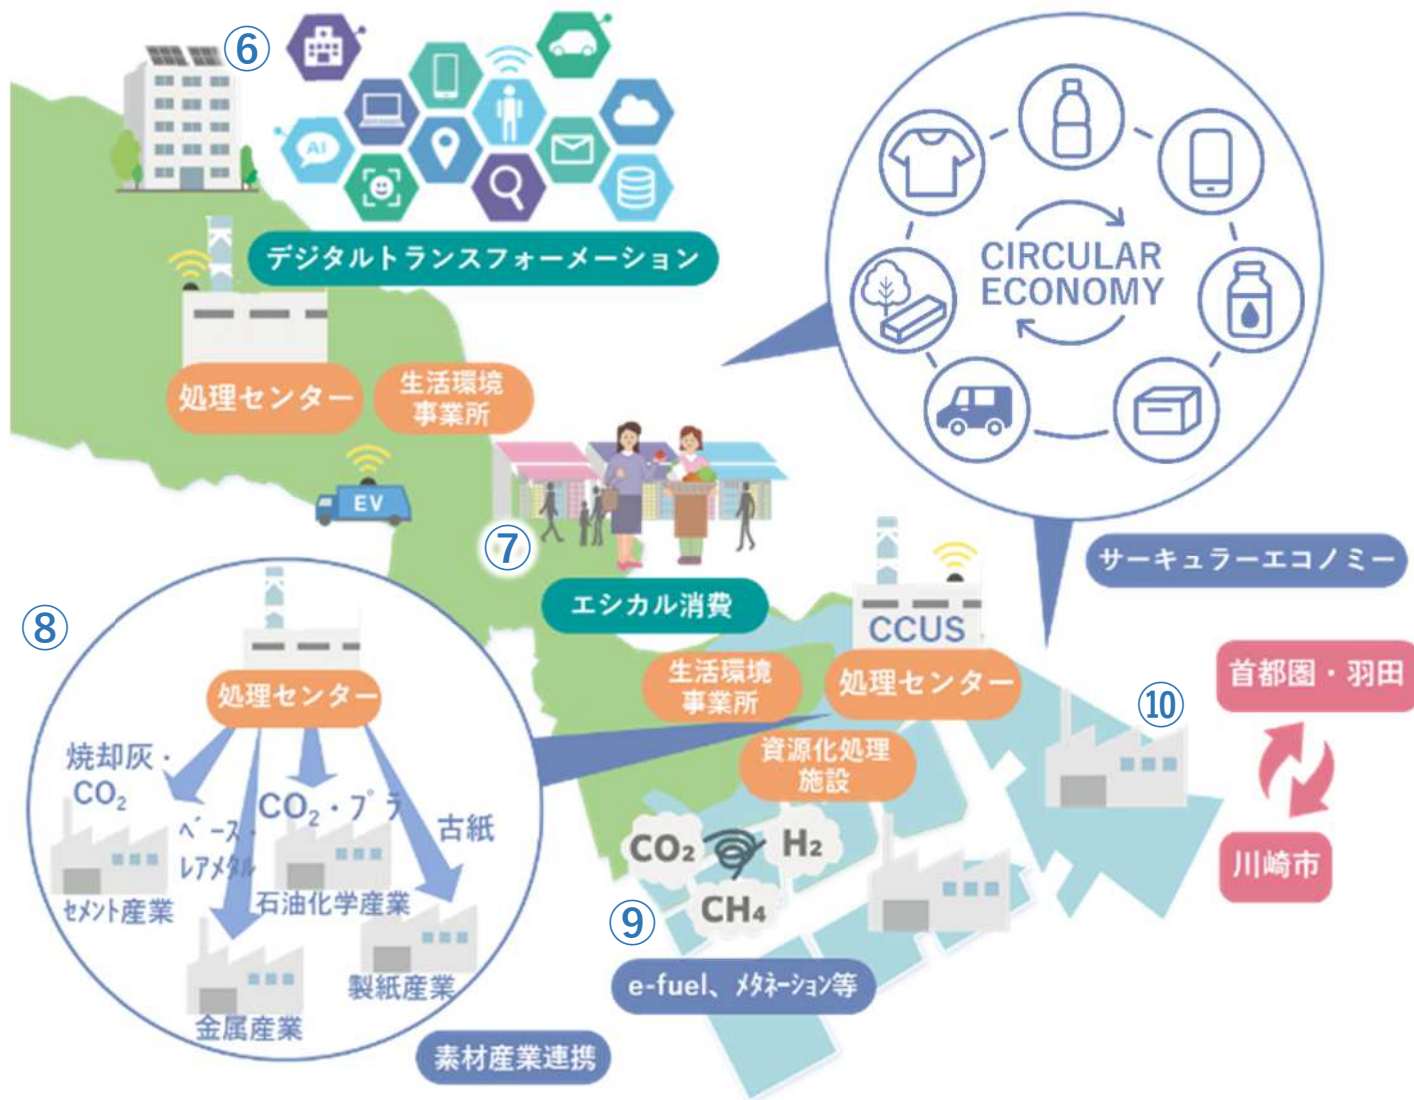 ⑥
AI
デジタルトランスフォーメーション
CIRCULAR
ECONOMY
処理センター
生活環境
事業所
EV
⑦
サーキュラーエコノミー
エシカル消費
CCUS
⑧
処理センター
焼却灰・
CO₂
ベース・
レアメタル
CO₂・プラ
古紙
セメント産業
石油化学産業
製紙産業
金属産業
素材産業連携
生活環境
事業所
処理センター
資源化処理
施設
CO₂
H₂
CH₄
⑨
e-fuel、メタネーション等
⑩
首都圏・羽田
川崎市